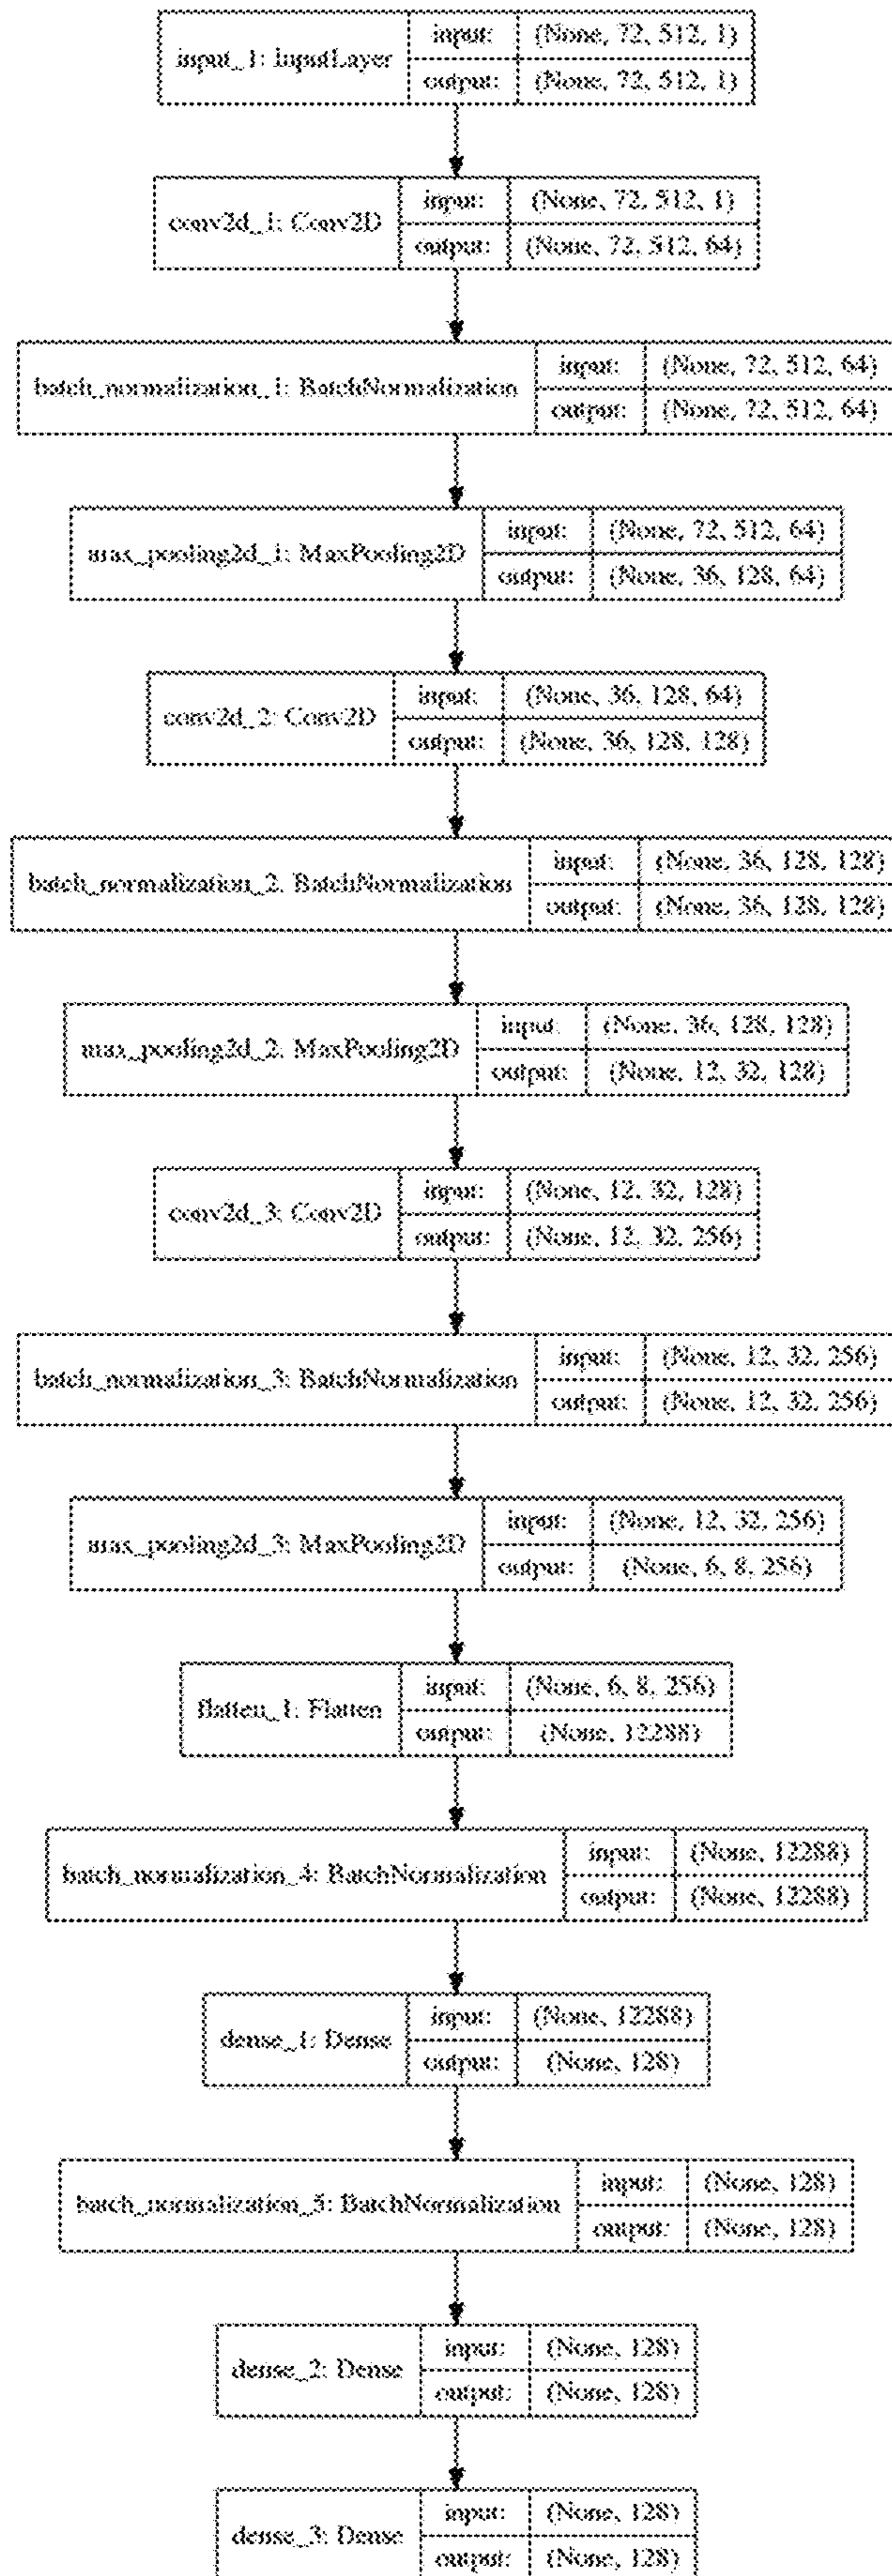 input_1: InputLayer
input: (None, 72, 512, 1)
output: (None, 72, 512, 1)
conv2d_1: Conv2D
input: (None, 72, 512, 1)
output: (None, 72, 512, 64)
batch_normalization_1: BatchNormalization
input: (None, 72, 512, 64)
output: (None, 72, 512, 64)
max_pooling2d_1: MaxPooling2D
input: (None, 72, 512, 64)
output: (None, 36, 128, 64)
conv2d_2: Conv2D
input: (None, 36, 128, 64)
output: (None, 36, 128, 128)
batch_normalization_2: BatchNormalization
input: (None, 36, 128, 128)
output: (None, 36, 128, 128)
max_pooling2d_2: MaxPooling2D
input: (None, 36, 128, 128)
output: (None, 12, 32, 128)
conv2d_3: Conv2D
input: (None, 12, 32, 128)
output: (None, 12, 32, 256)
batch_normalization_3: BatchNormalization
input: (None, 12, 32, 256)
output: (None, 12, 32, 256)
max_pooling2d_3: MaxPooling2D
input: (None, 12, 32, 256)
output: (None, 6, 8, 256)
flatten_1: Flatten
input: (None, 6, 8, 256)
output: (None, 12288)
batch_normalization_4: BatchNormalization
input: (None, 12288)
output: (None, 12288)
dense_1: Dense
input: (None, 12288)
output: (None, 128)
batch_normalization_5: BatchNormalization
input: (None, 128)
output: (None, 128)
dense_2: Dense
input: (None, 128)
output: (None, 128)
dense_3: Dense
input: (None, 128)
output: (None, 128)